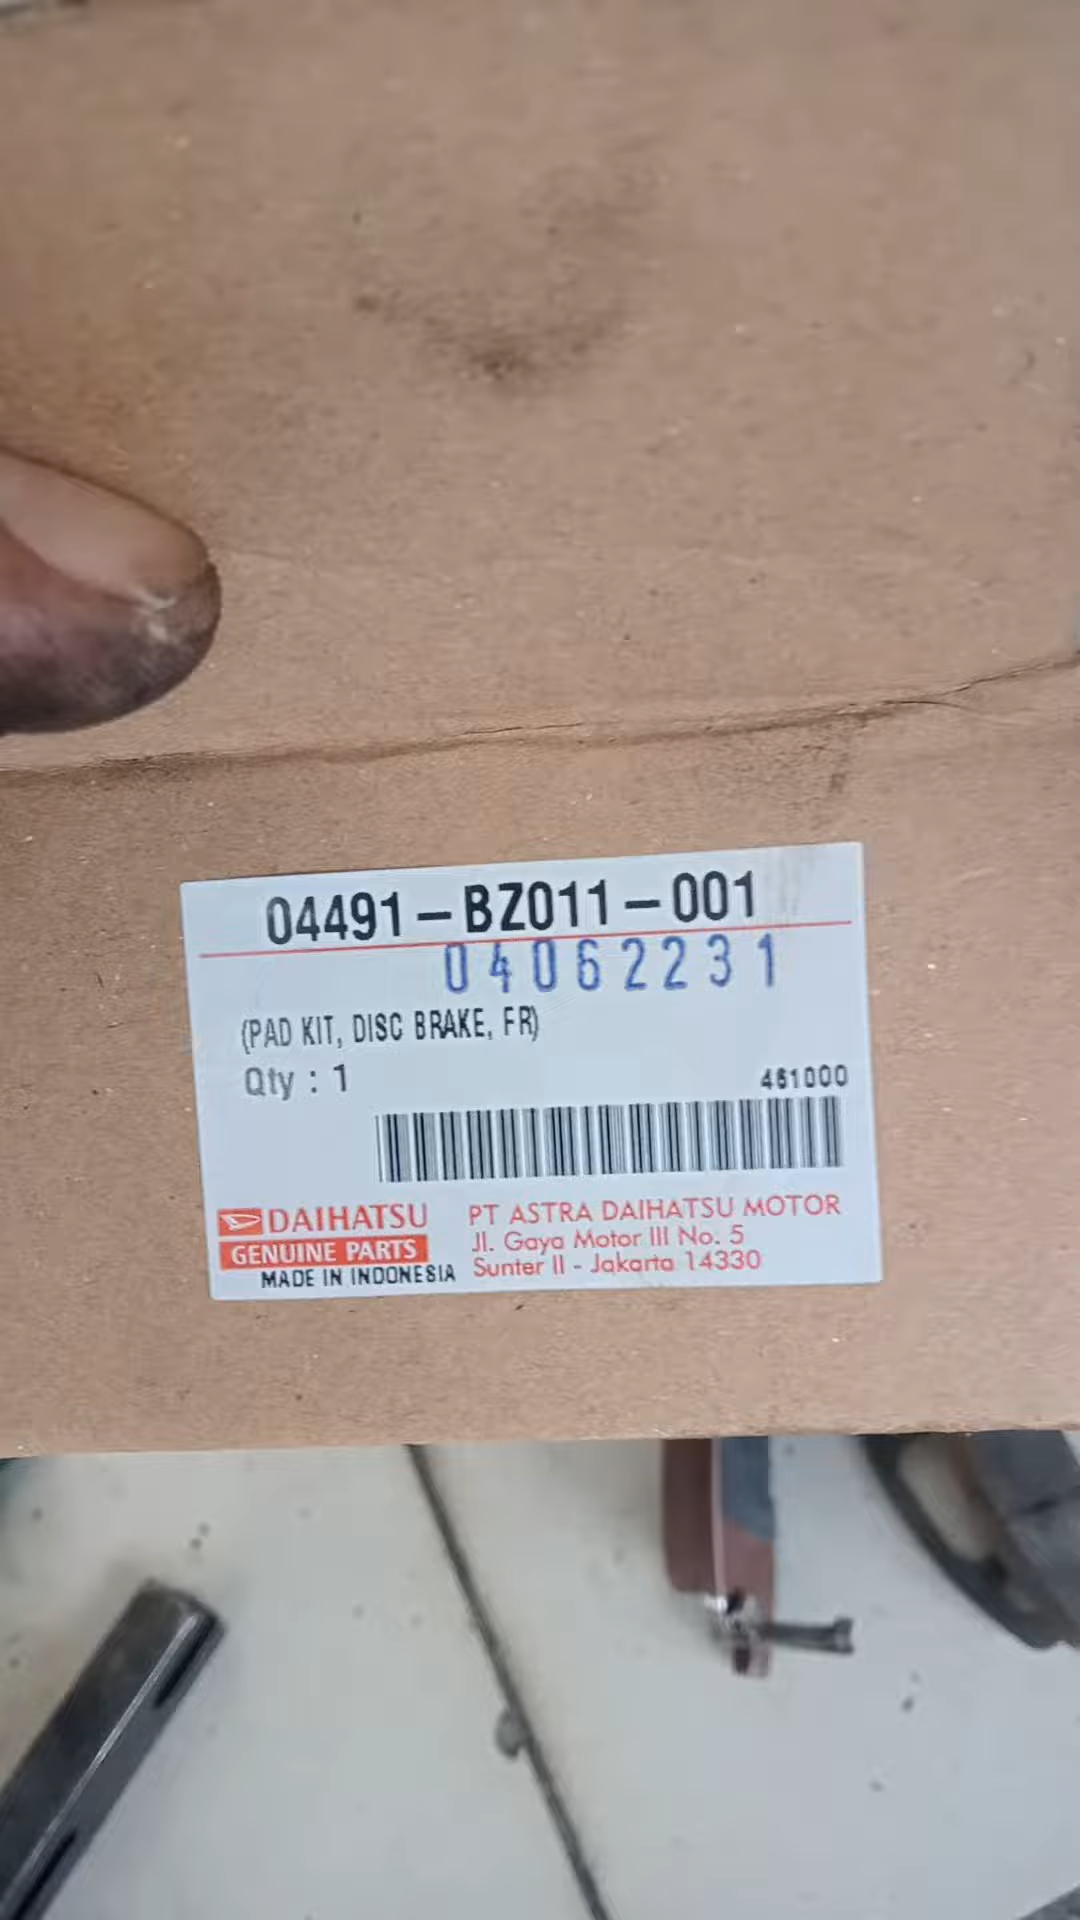 04491-BZ011-001
04062231
(PAD KIT, DISC BRAKE, FR)
Qty : 1
461000
DAIHATSU
GENUINE PARTS
MADE IN INDONESIA
PT ASTRA DAIHATSU MOTOR
Jl. Gaya Motor III No. 5
Sunter II - Jakarta 14330